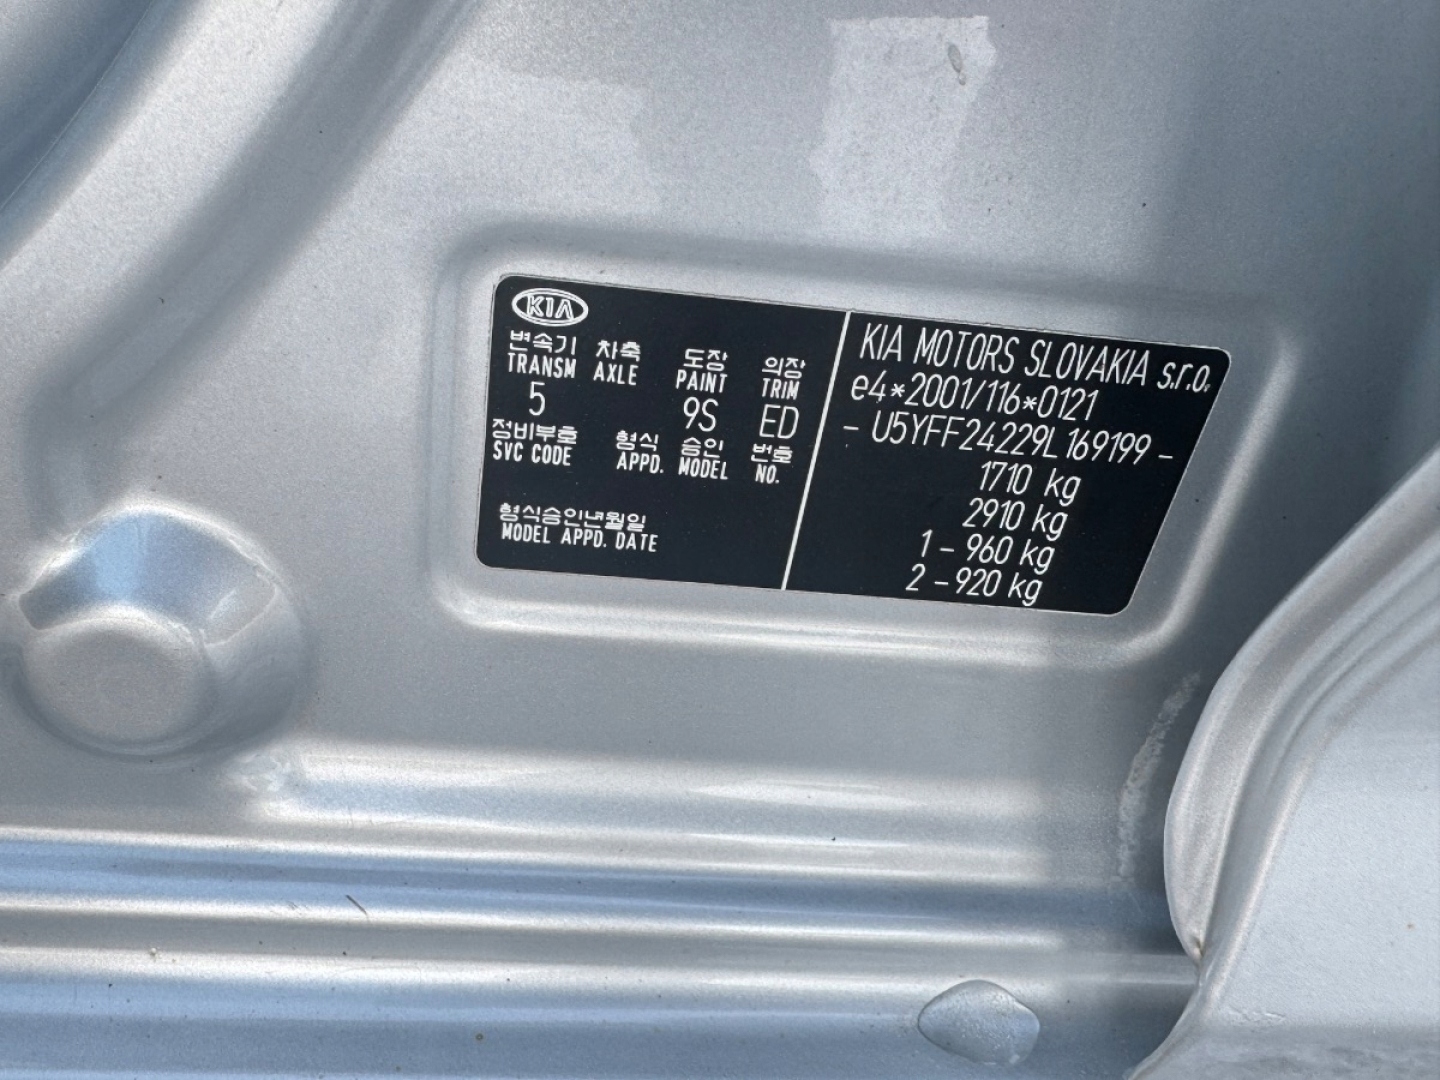 KIA
변속기 차축 도장 의장
TRANSM AXLE PAINT TRIM
5 9S ED
정비부호 형식 승인 번호
SVC CODE APPD. MODEL NO.
형식승인년월일
MODEL APPD. DATE
KIA MOTORS SLOVAKIA s.r.o.
e4*2001/116*0121
- U5YFF24229L169199 -
1710 kg
2910 kg
1 - 960 kg
2 - 920 kg